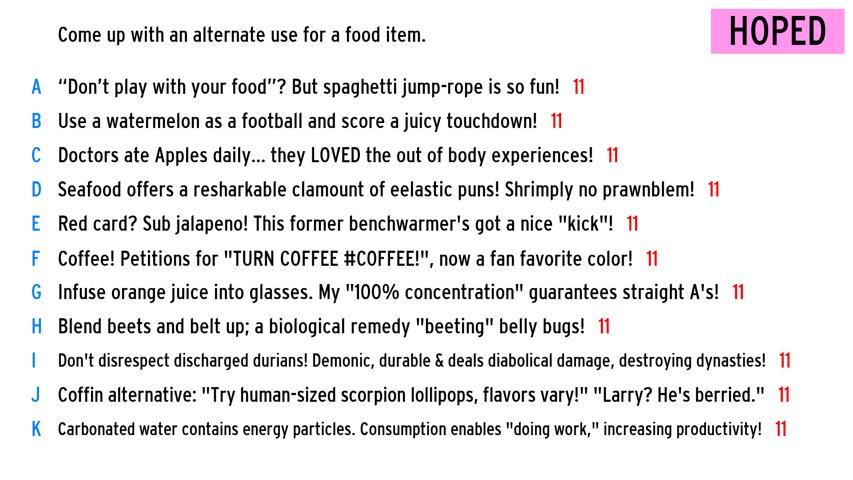 Come up with an alternate use for a food item.
HOPED
A “Don’t play with your food”? But spaghetti jump-rope is so fun! 11
B Use a watermelon as a football and score a juicy touchdown! 11
C Doctors ate Apples daily... they LOVED the out of body experiences! 11
D Seafood offers a resharkable clamount of eelastic puns! Shrimply no prawnblem! 11
E Red card? Sub jalapeno! This former benchwarmer's got a nice "kick"! 11
F Coffee! Petitions for "TURN COFFEE #COFFEE!", now a fan favorite color! 11
G Infuse orange juice into glasses. My "100% concentration" guarantees straight A's! 11
H Blend beets and belt up; a biological remedy "beeting" belly bugs! 11
I Don't disrespect discharged durians! Demonic, durable & deals diabolical damage, destroying dynasties! 11
J Coffin alternative: "Try human-sized scorpion lollipops, flavors vary!" "Larry? He's berried." 11
K Carbonated water contains energy particles. Consumption enables "doing work," increasing productivity! 11